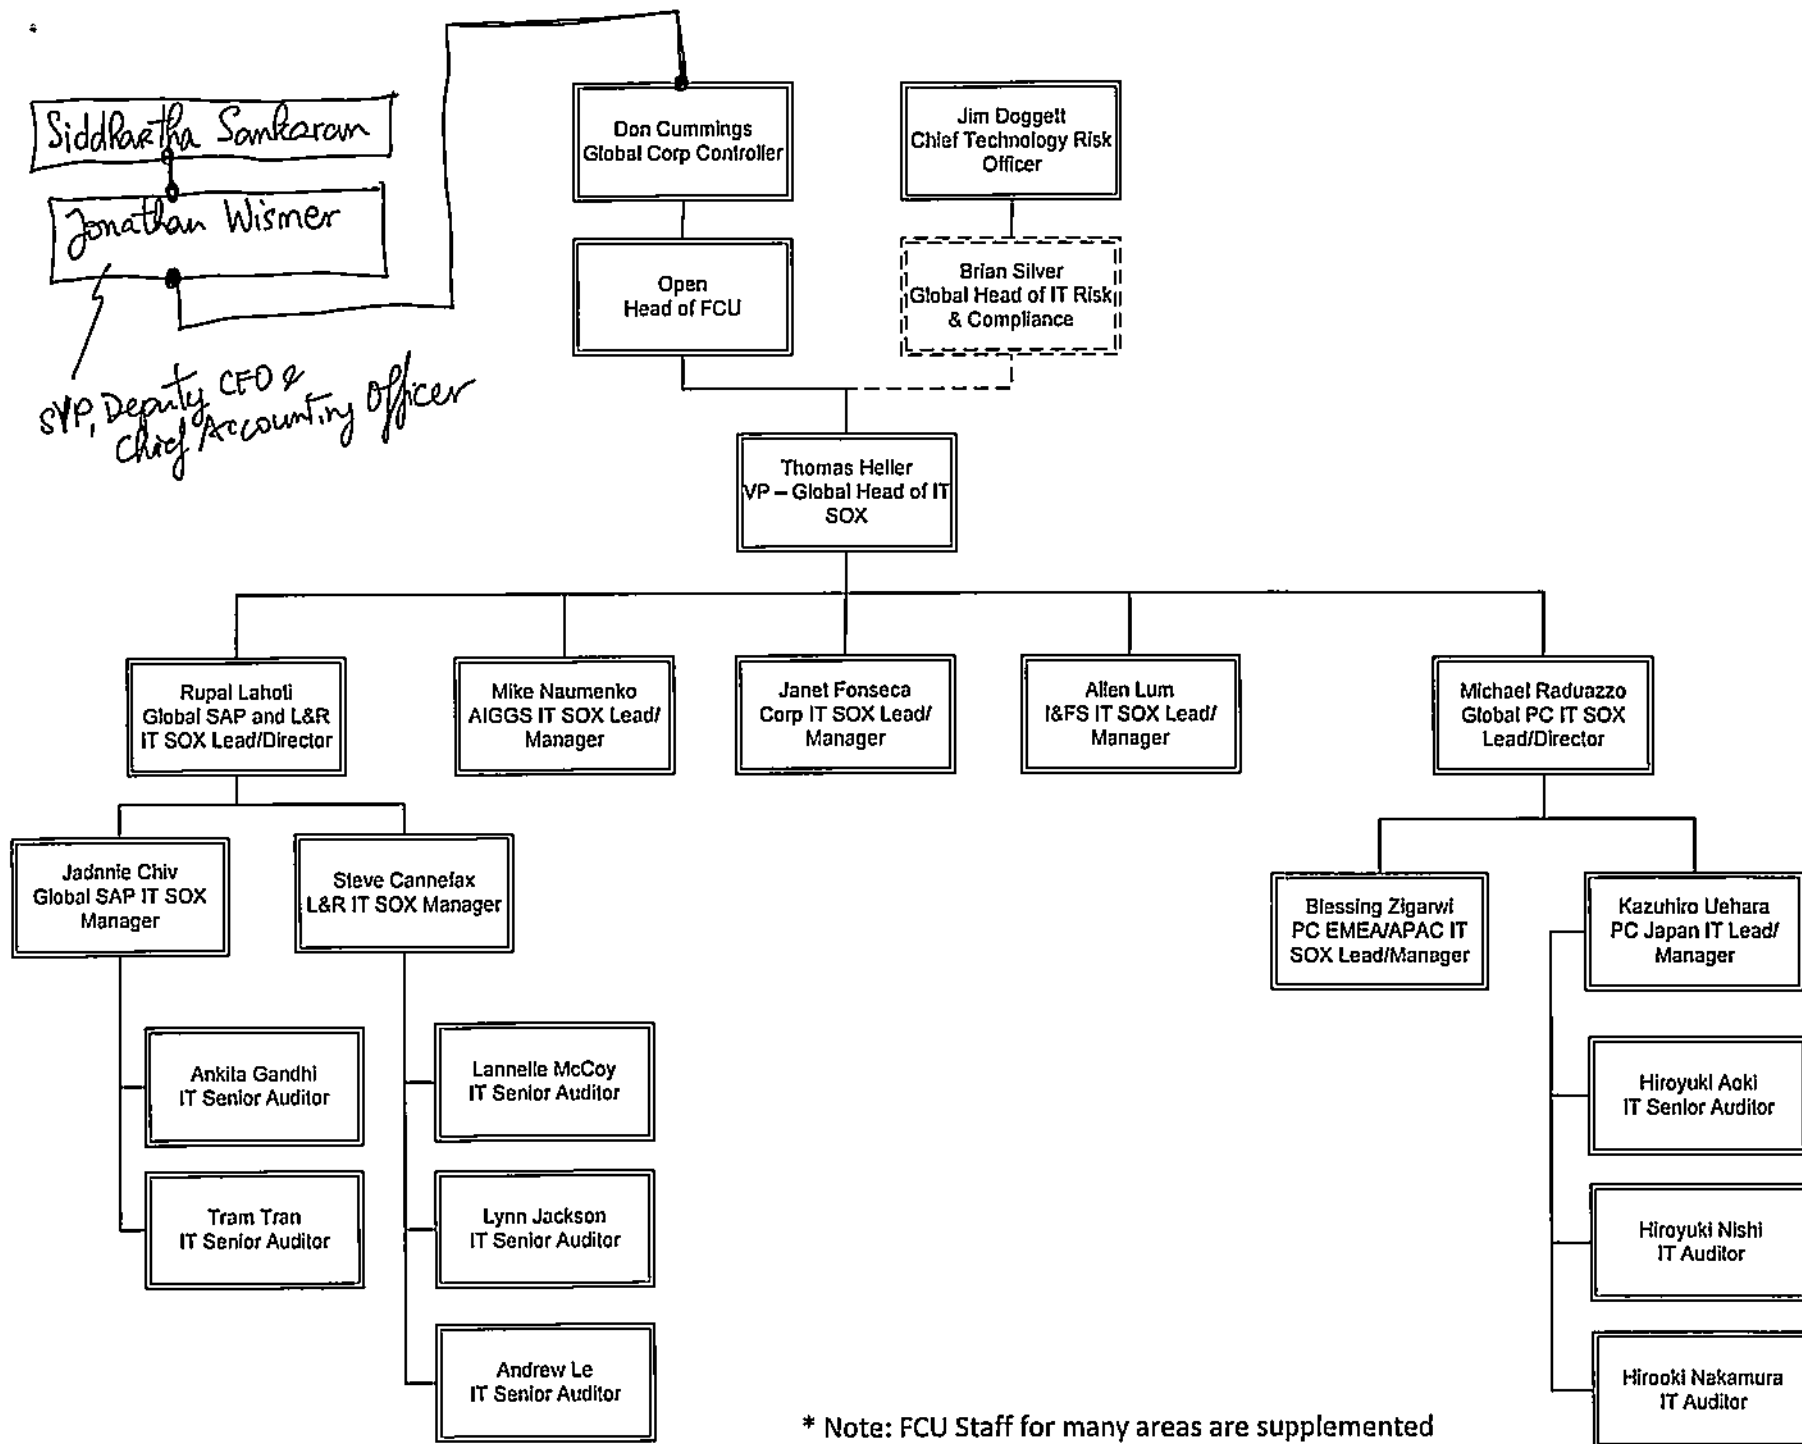 Siddhartha Sankaran
Jonathan Wismer
SVP, Deputy CFO &
Chief Accounting Officer
Don Cummings
Global Corp Controller
Jim Doggett
Chief Technology Risk
Officer
Open
Head of FCU
Brian Silver
Global Head of IT Risk
& Compliance
Thomas Heller
VP – Global Head of IT
SOX
Rupal Lahoti
Global SAP and L&R
IT SOX Lead/Director
Mike Naumenko
AIGGS IT SOX Lead/
Manager
Janet Fonseca
Corp IT SOX Lead/
Manager
Allen Lum
I&FS IT SOX Lead/
Manager
Michael Raduazzo
Global PC IT SOX
Lead/Director
Jadnnie Chiv
Global SAP IT SOX
Manager
Steve Cannefax
L&R IT SOX Manager
Blessing Zigarwi
PC EMEA/APAC IT
SOX Lead/Manager
Kazuhiro Uehara
PC Japan IT Lead/
Manager
Ankita Gandhi
IT Senior Auditor
Lannelle McCoy
IT Senior Auditor
Hiroyuki Aoki
IT Senior Auditor
Tram Tran
IT Senior Auditor
Lynn Jackson
IT Senior Auditor
Hiroyuki Nishi
IT Auditor
Andrew Le
IT Senior Auditor
Hirooki Nakamura
IT Auditor
* Note: FCU Staff for many areas are supplemented